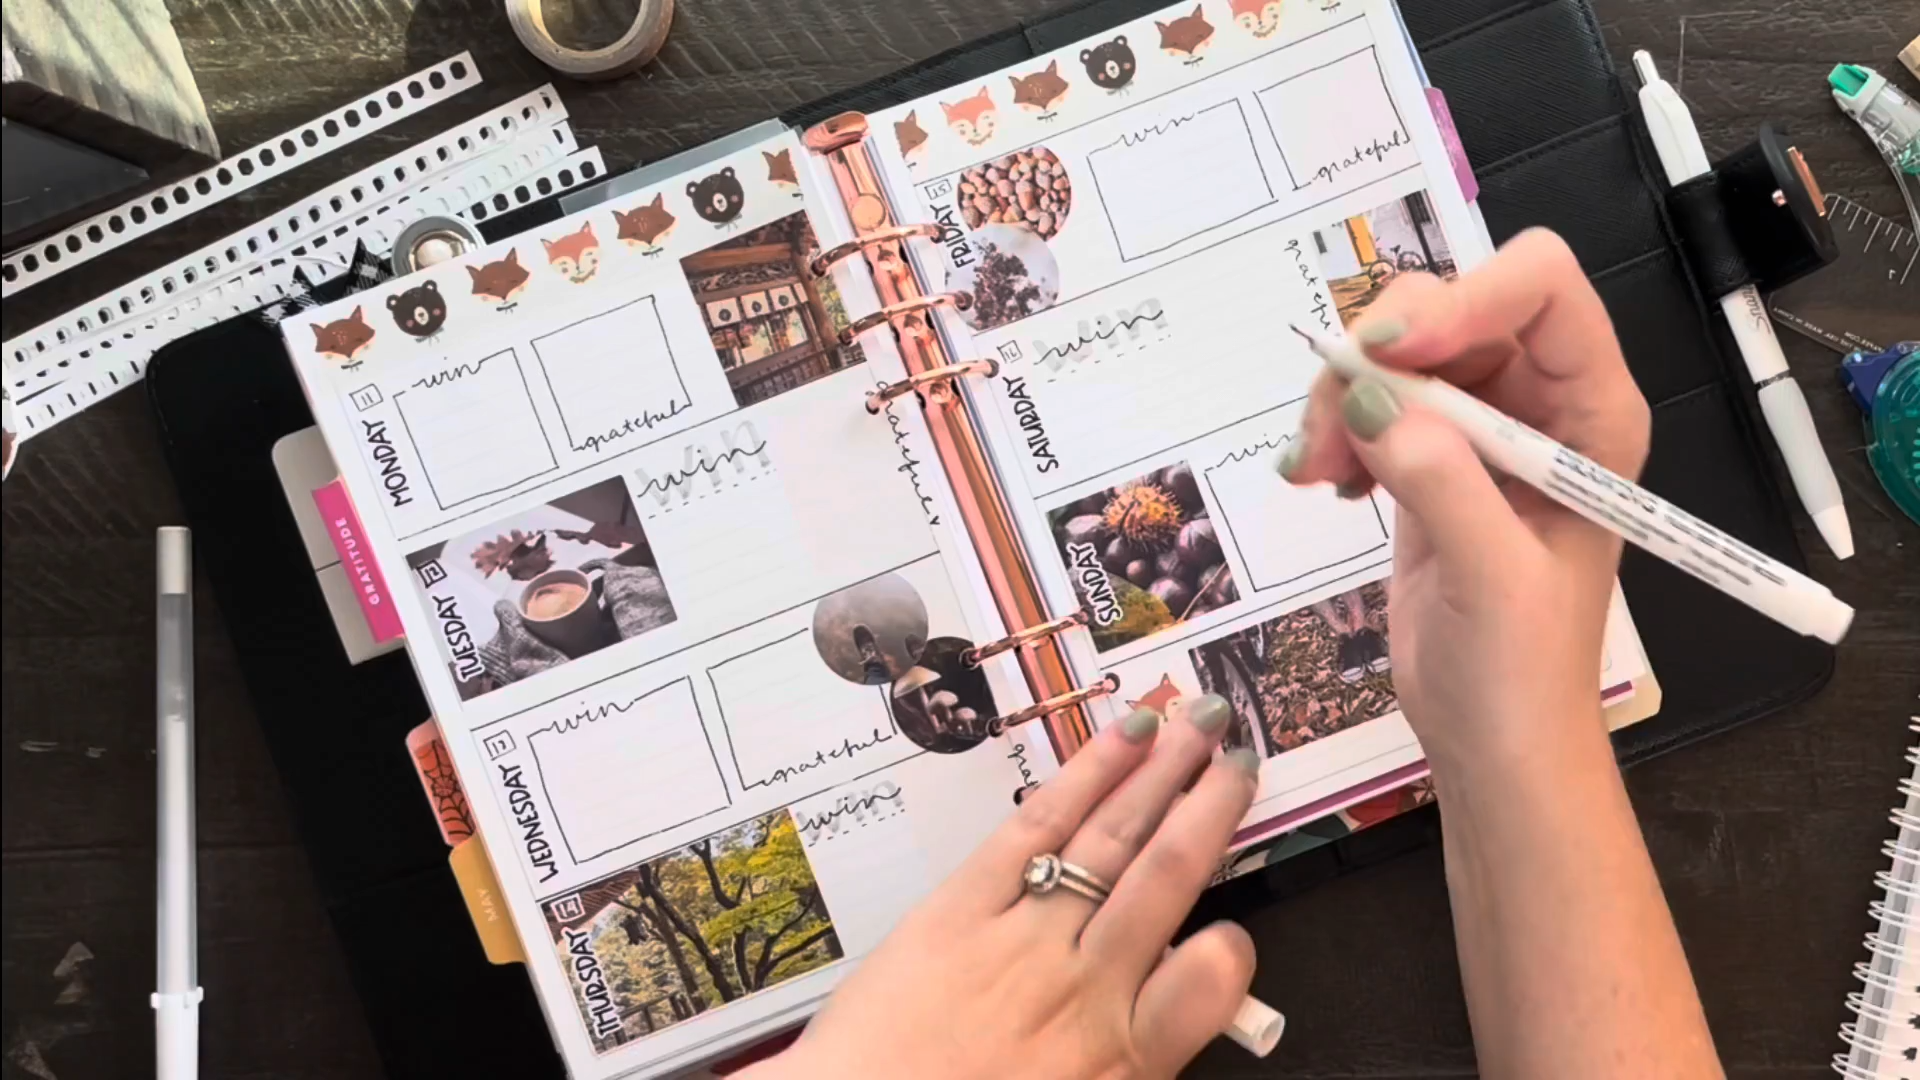 11
MONDAY
win
grateful
12
TUESDAY
win
grateful
13
WEDNESDAY
win
grateful
14
THURSDAY
win
15
FRIDAY
win
grateful
16
SATURDAY
win
SUNDAY
GRATITUDE
MAY